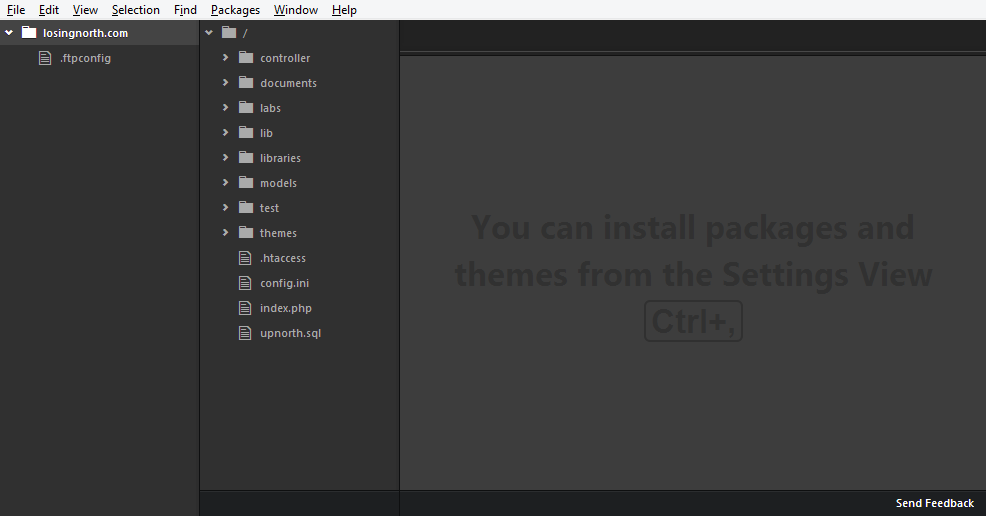 File Edit View Selection Find Packages Window Help
losingnorth.com
.ftpconfig
/
controller
documents
labs
lib
libraries
models
test
themes
.htaccess
config.ini
index.php
upnorth.sql
You can install packages and
themes from the Settings View
Ctrl+,
Send Feedback